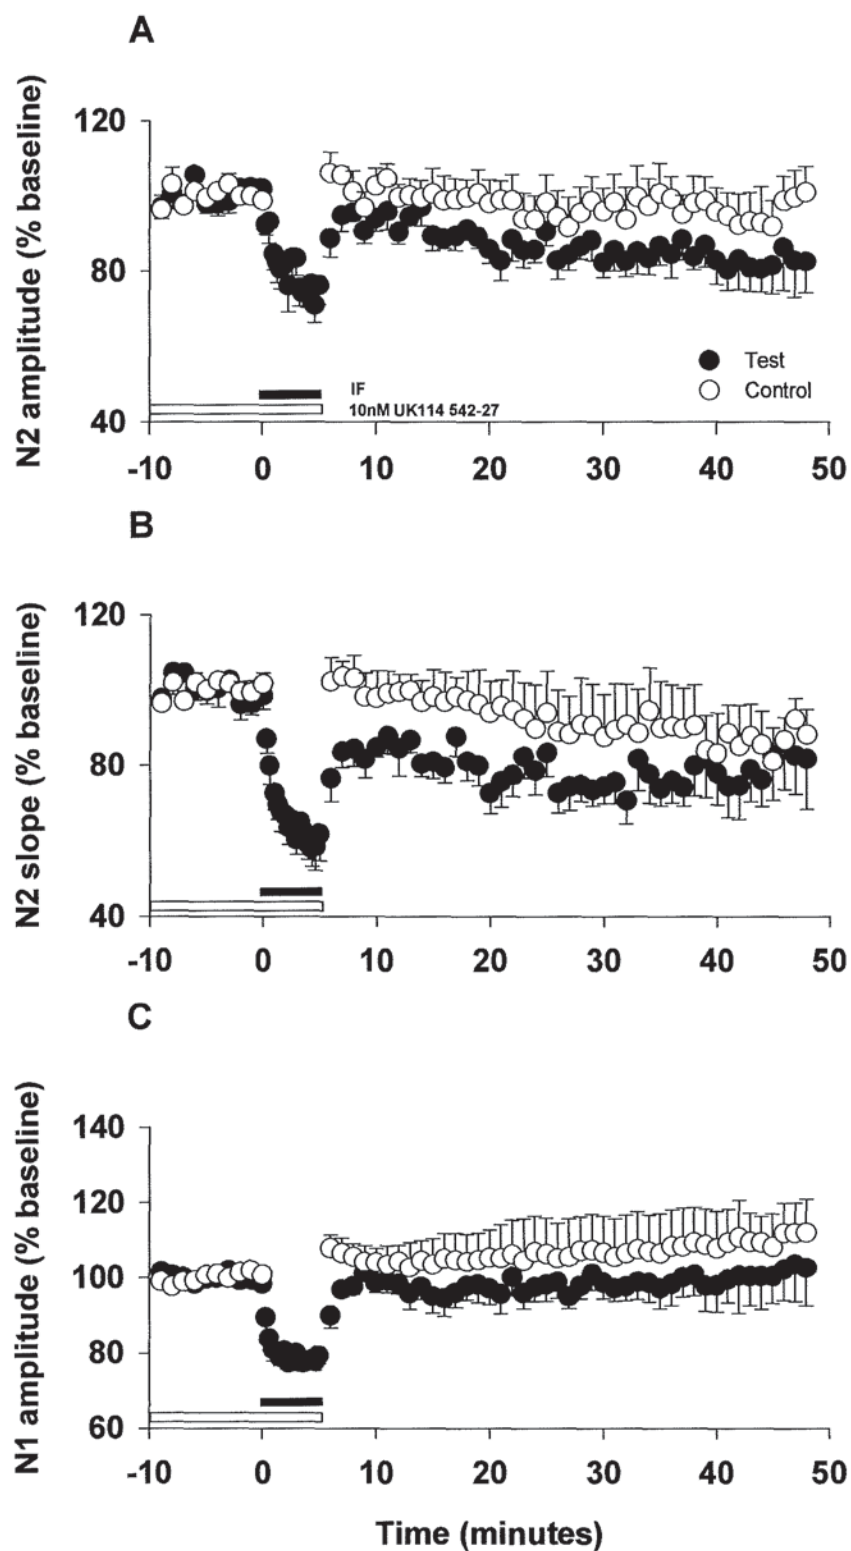 A
N2 amplitude (% baseline)
120
80
40
IF
10nM UK114 542-27
Test
Control
-10 0 10 20 30 40 50
B
N2 slope (% baseline)
120
80
40
-10 0 10 20 30 40 50
C
N1 amplitude (% baseline)
140
120
100
80
60
-10 0 10 20 30 40 50
Time (minutes)